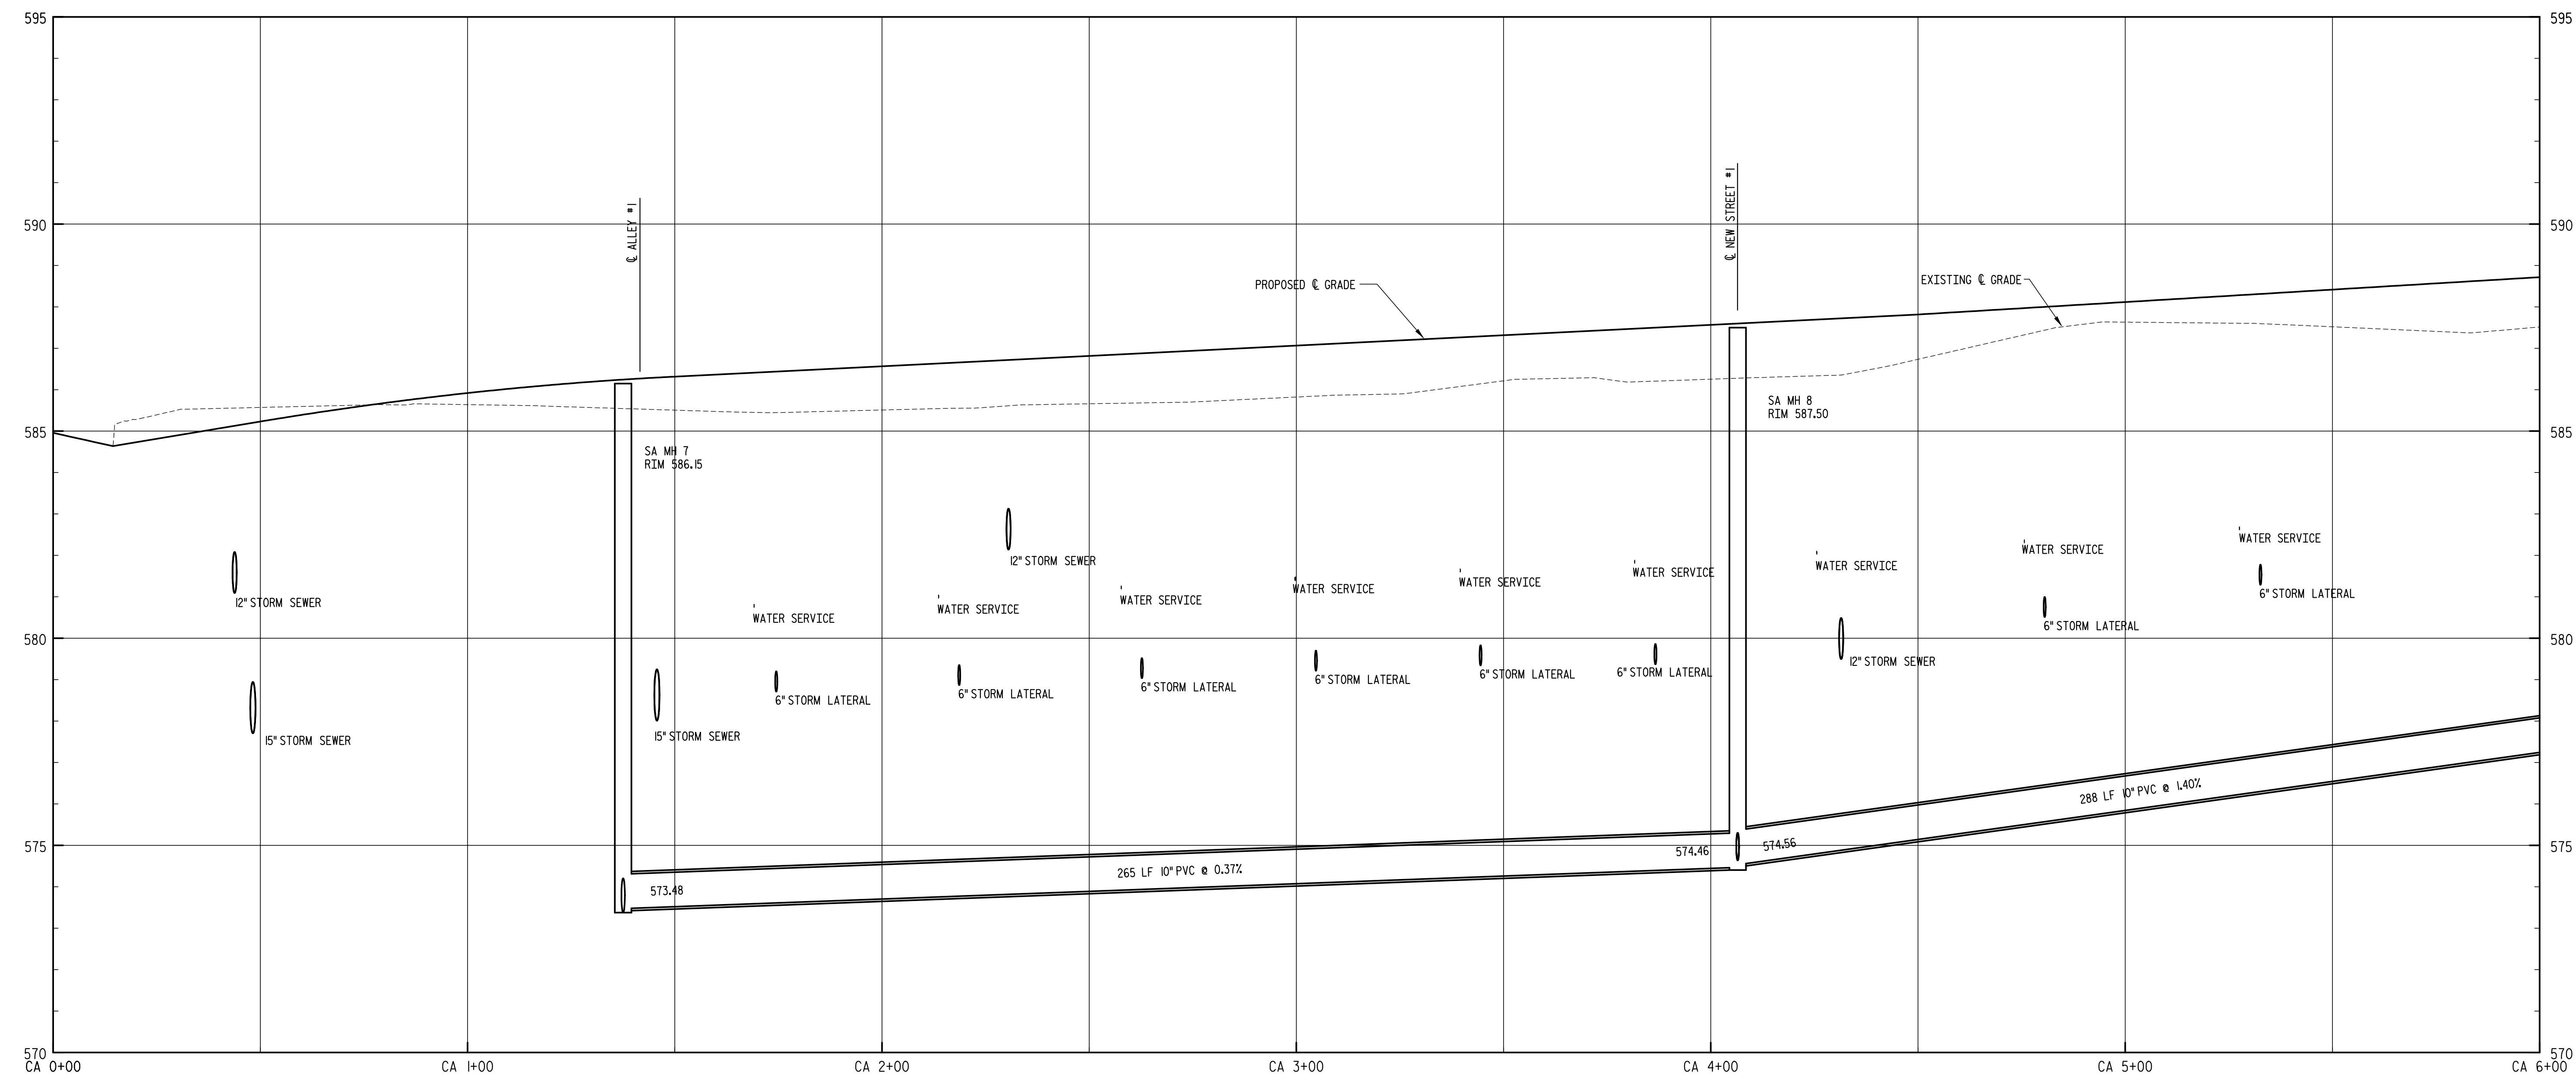 595
595
590
590
585
585
580
580
575
575
570
570
℄ ALLEY #1
℄ NEW STREET #1
PROPOSED ℄ GRADE
EXISTING ℄ GRADE
SA MH 7
RIM 586.15
SA MH 8
RIM 587.50
12" STORM SEWER
15" STORM SEWER
15" STORM SEWER
12" STORM SEWER
12" STORM SEWER
WATER SERVICE
WATER SERVICE
WATER SERVICE
WATER SERVICE
WATER SERVICE
WATER SERVICE
WATER SERVICE
WATER SERVICE
WATER SERVICE
6" STORM LATERAL
6" STORM LATERAL
6" STORM LATERAL
6" STORM LATERAL
6" STORM LATERAL
6" STORM LATERAL
6" STORM LATERAL
6" STORM LATERAL
573.48
265 LF 10" PVC @ 0.37%
574.46
574.56
288 LF 10" PVC @ 1.40%
CA 0+00
CA 1+00
CA 2+00
CA 3+00
CA 4+00
CA 5+00
CA 6+00